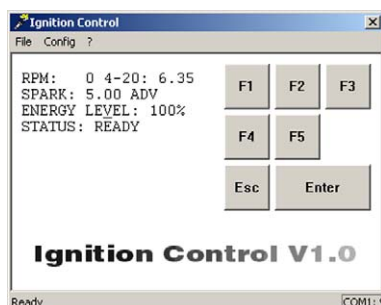 Ignition Control
File Config ?
RPM: 0 4-20: 6.35
SPARK: 5.00 ADV
ENERGY LEVEL: 100%
STATUS: READY
F1 F2 F3
F4 F5
Esc Enter
Ignition Control V1.0
Ready COM1: